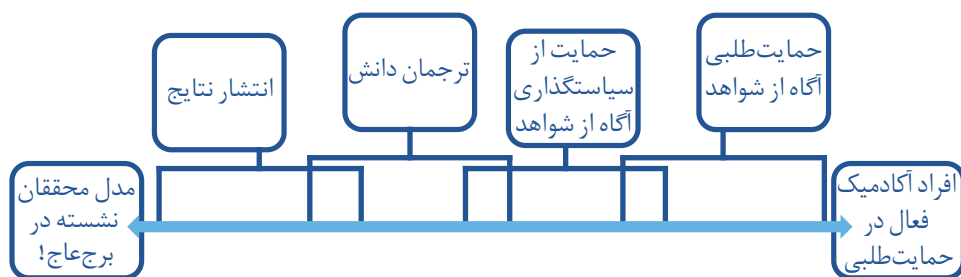 حمایت‌طلبی
آگاه از شواهد
حمایت از
سیاستگذاری
آگاه از شواهد
ترجمان دانش
انتشار نتایج
افراد آکادمیک
فعال در
حمایت‌طلبی
مدل محققان
نشسته در
برج‌عاج!